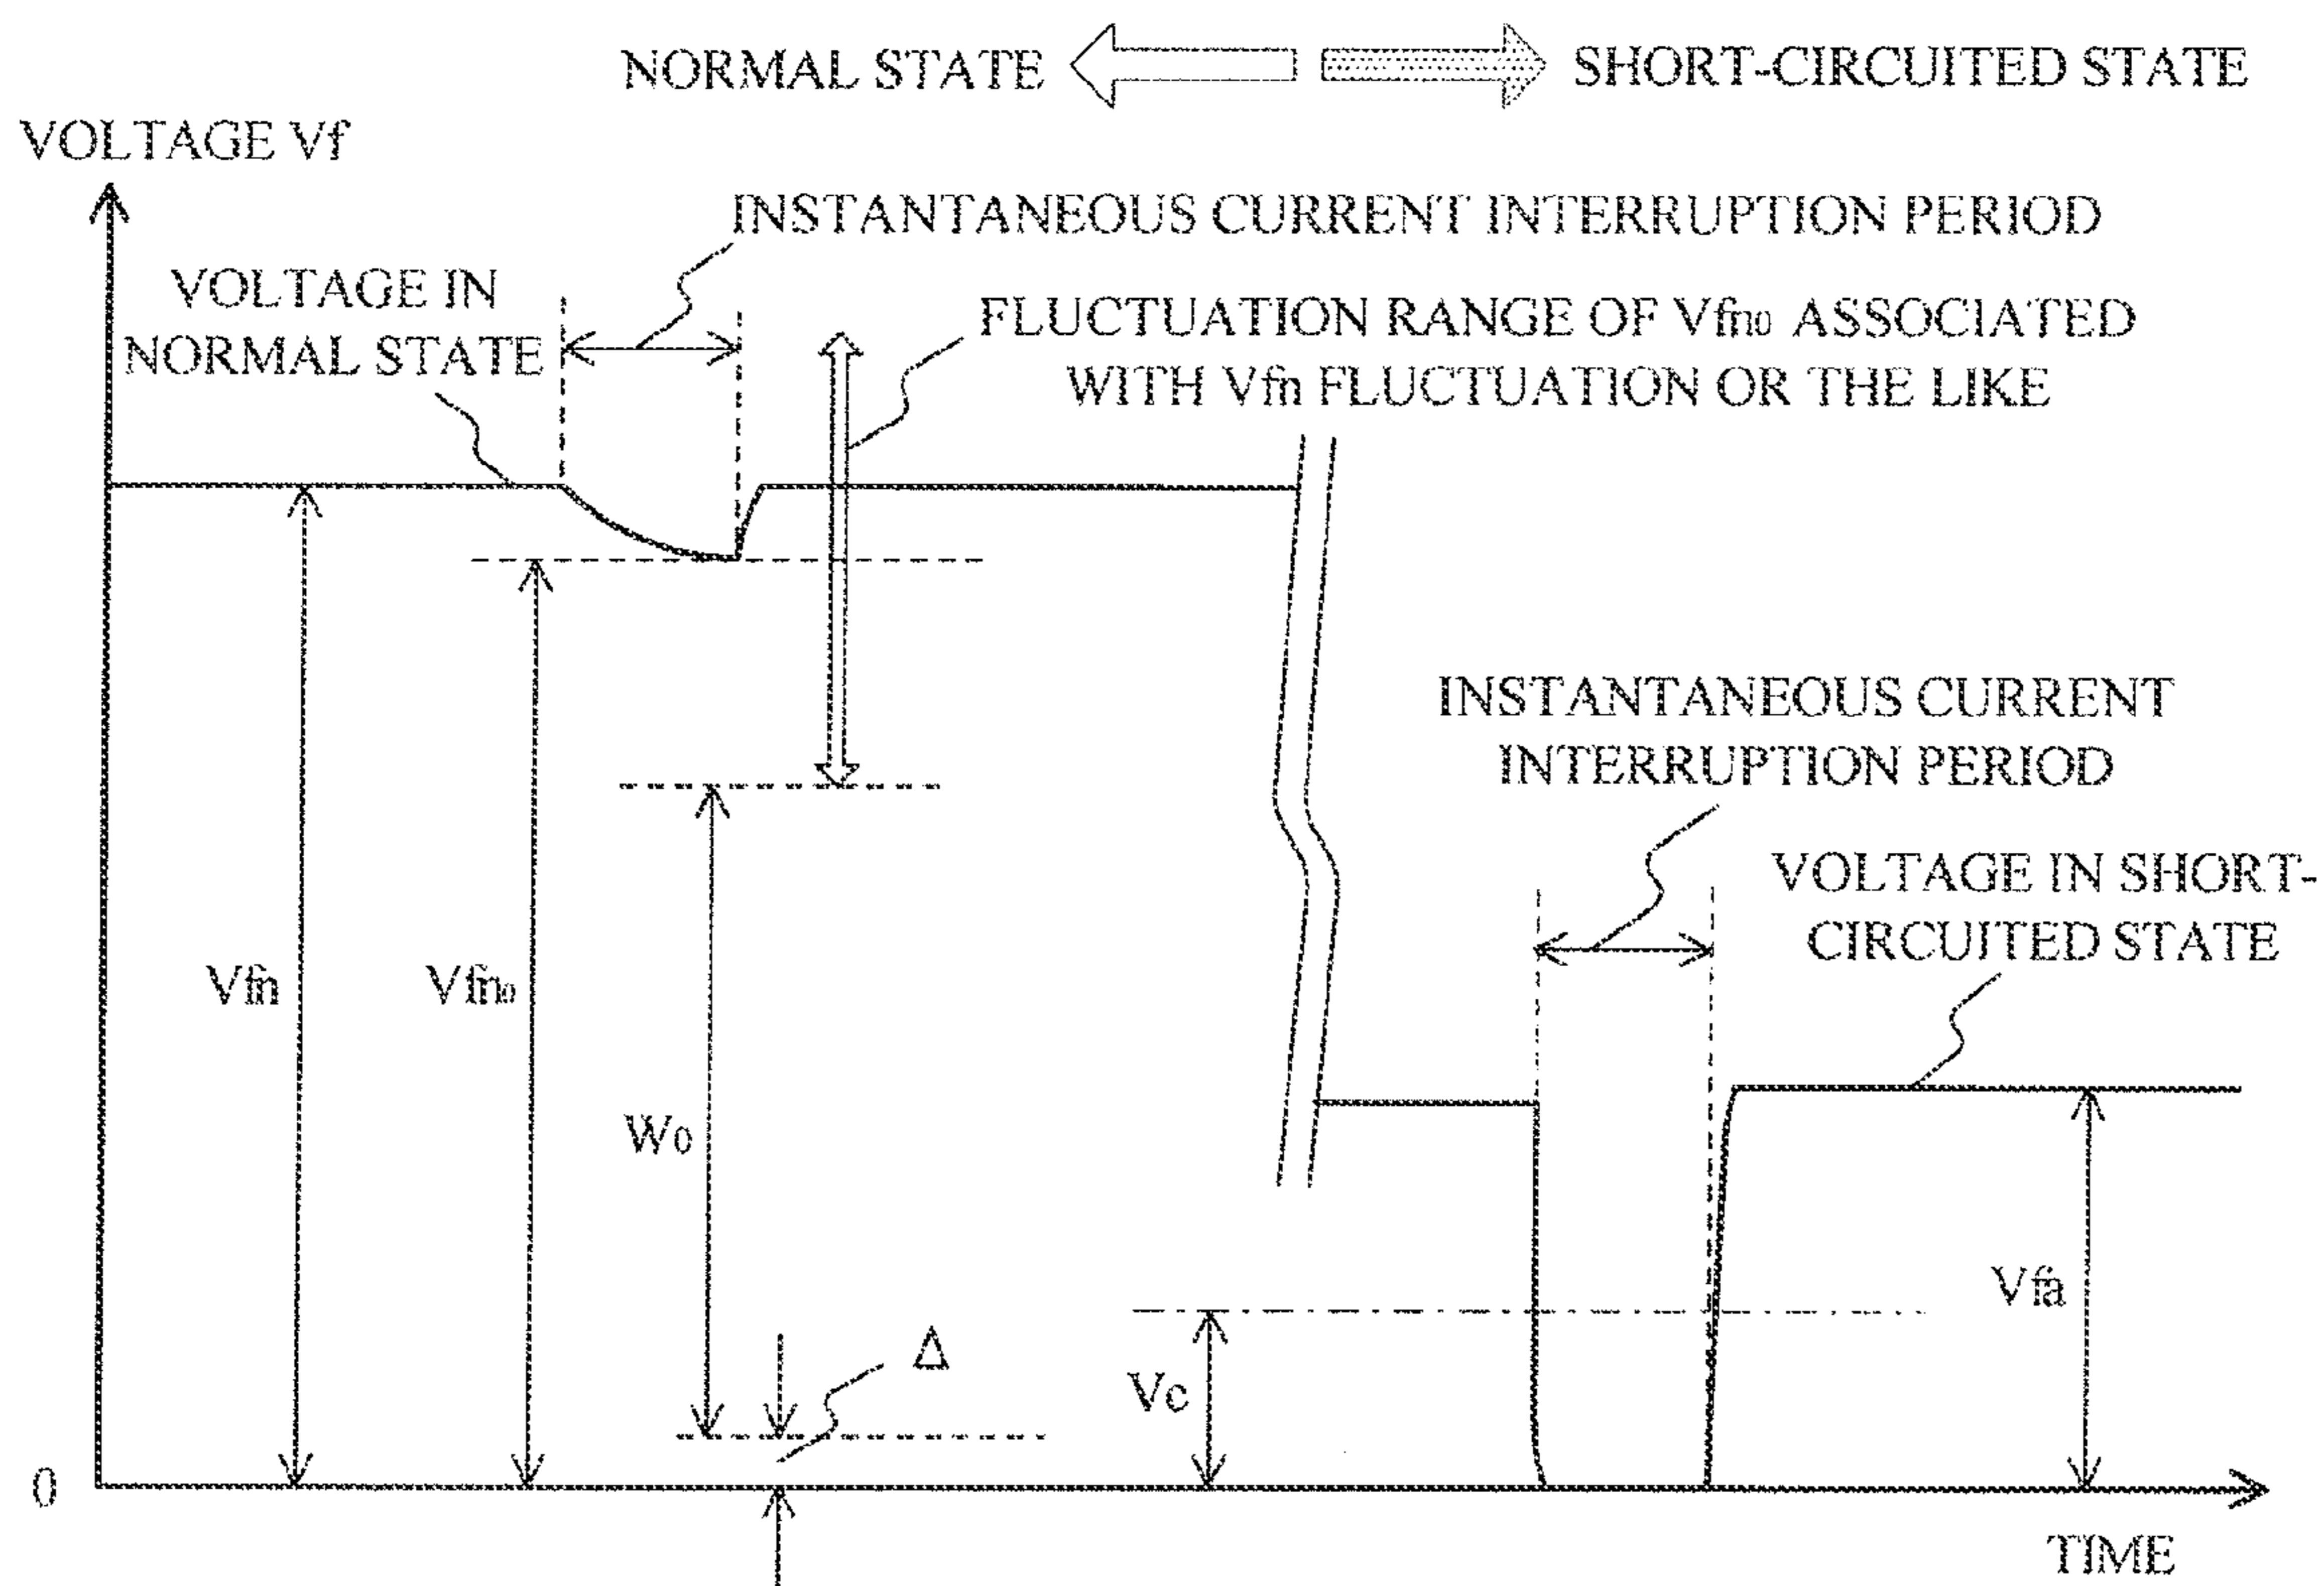 NORMAL STATE
SHORT-CIRCUITED STATE
VOLTAGE Vf
INSTANTANEOUS CURRENT INTERRUPTION PERIOD
VOLTAGE IN
NORMAL STATE
FLUCTUATION RANGE OF Vfn₀ ASSOCIATED
WITH Vfn FLUCTUATION OR THE LIKE
INSTANTANEOUS CURRENT
INTERRUPTION PERIOD
VOLTAGE IN SHORT-
CIRCUITED STATE
Vfn
Vfn₀
W₀
Vfa
Δ
Vc
0
TIME